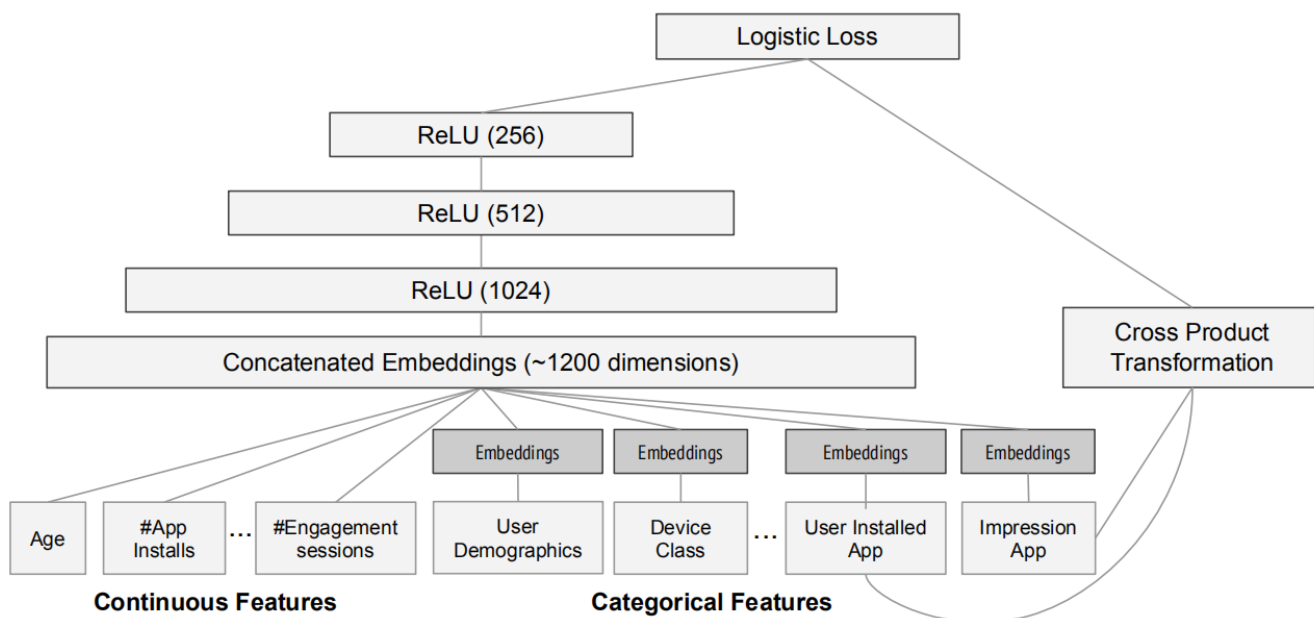 Logistic Loss
ReLU (256)
ReLU (512)
ReLU (1024)
Concatenated Embeddings (~1200 dimensions)
Cross Product
Transformation
Embeddings
Embeddings
Embeddings
Embeddings
Age
#App
Installs
...
#Engagement
sessions
User
Demographics
Device
Class
...
User Installed
App
Impression
App
Continuous Features
Categorical Features